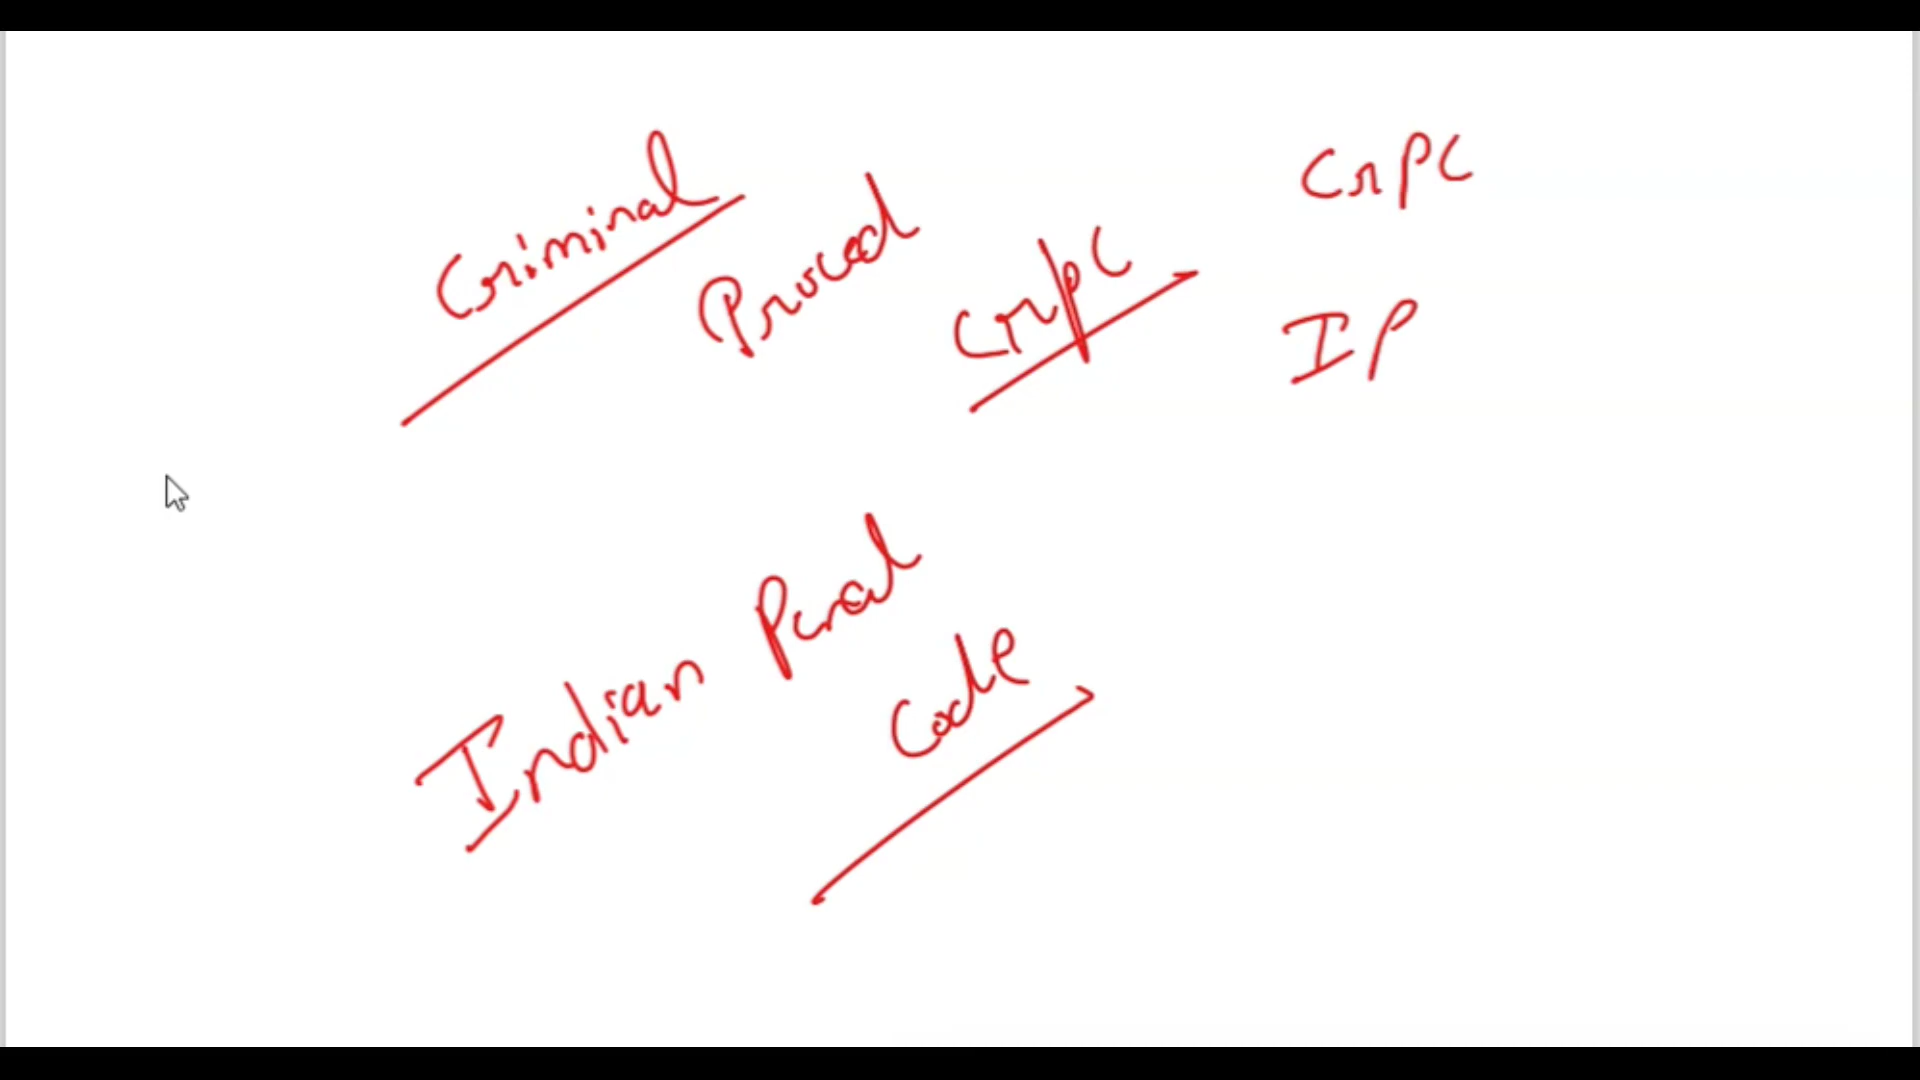 Criminal Proced CrPC
CrPC
IP
Indian Penal
Code